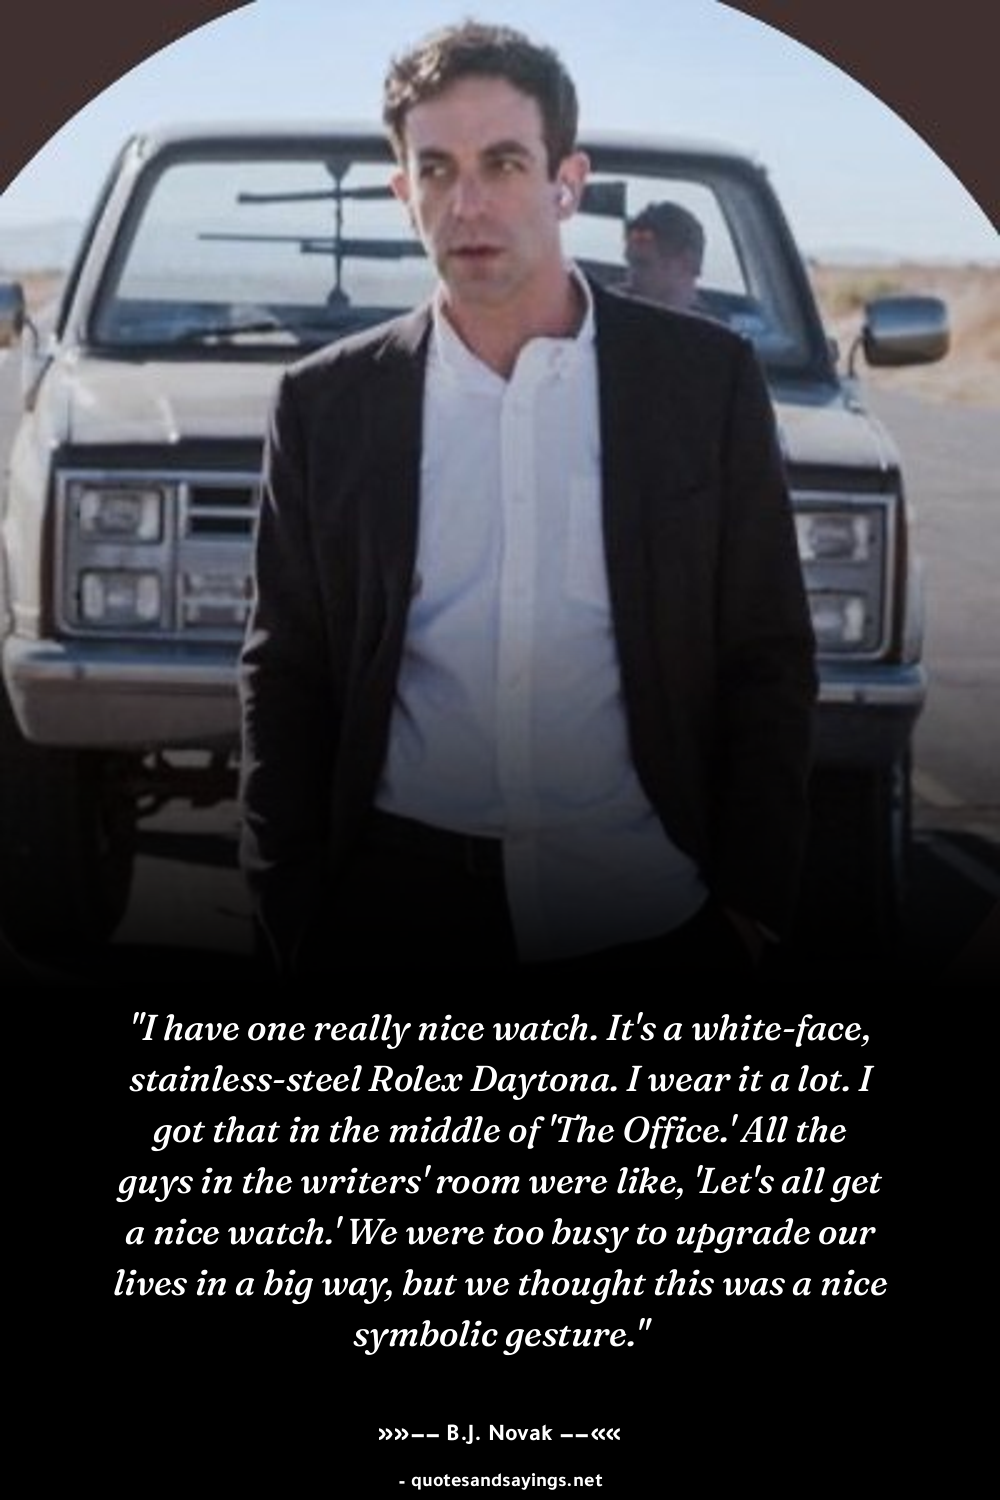 "I have one really nice watch. It's a white-face,
stainless-steel Rolex Daytona. I wear it a lot. I
got that in the middle of 'The Office.' All the
guys in the writers' room were like, 'Let's all get
a nice watch.' We were too busy to upgrade our
lives in a big way, but we thought this was a nice
symbolic gesture."
»»−− B.J. Novak −−««
- quotesandsayings.net